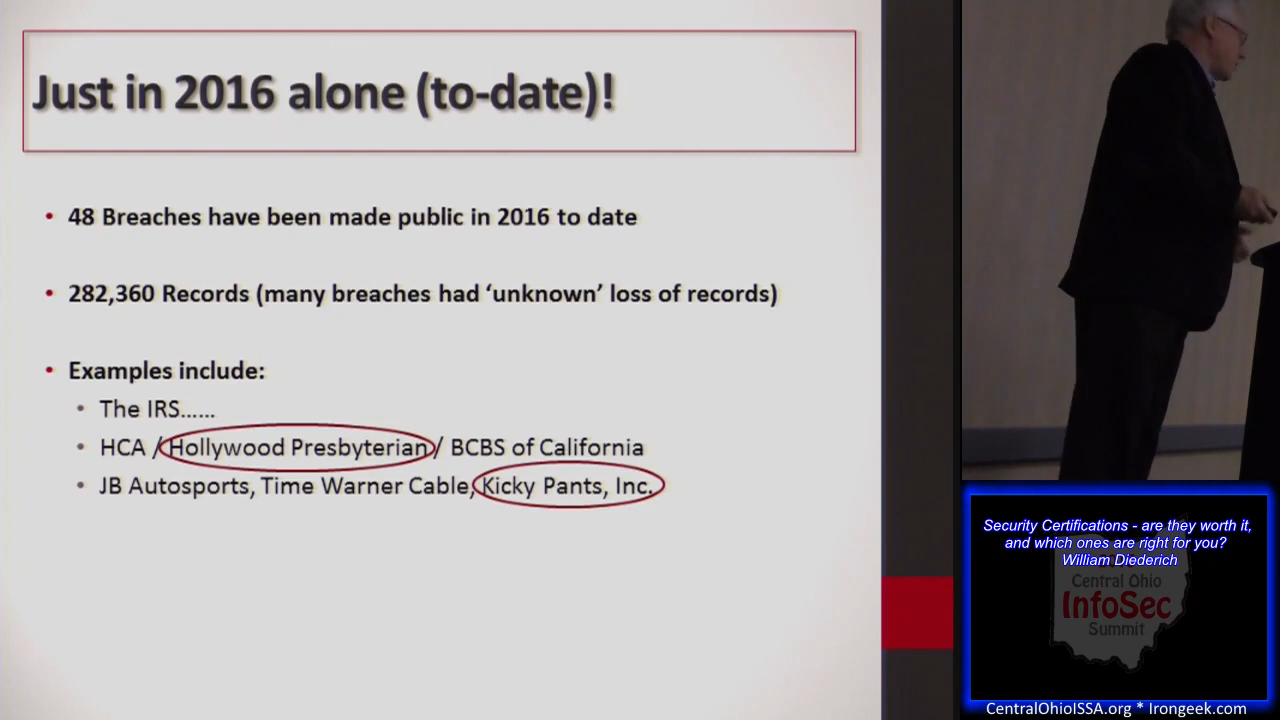 Just in 2016 alone (to-date)!
• 48 Breaches have been made public in 2016 to date
• 282,360 Records (many breaches had ‘unknown’ loss of records)
• Examples include:
• The IRS……
• HCA / Hollywood Presbyterian / BCBS of California
• JB Autosports, Time Warner Cable, Kicky Pants, Inc.
Security Certifications - are they worth it,
and which ones are right for you?
William Diederich
Central Ohio
InfoSec
Summit
CentralOhioISSA.org * Irongeek.com